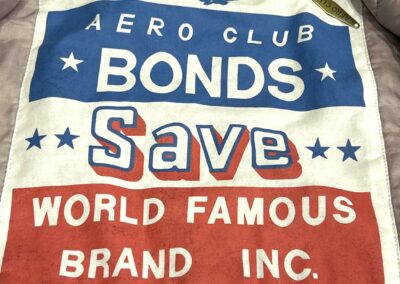 AERO CLUB
BONDS
Save
WORLD FAMOUS
BRAND INC.